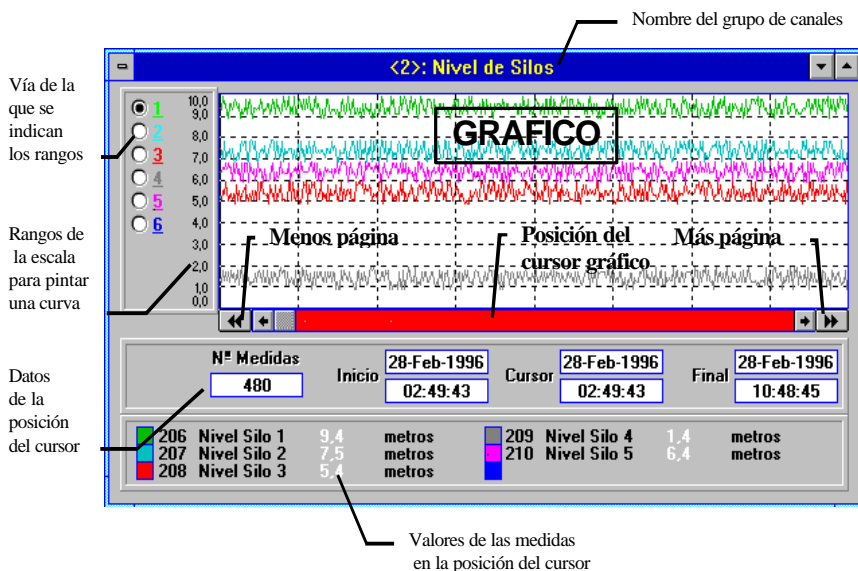 Nombre del grupo de canales
<2>: Nivel de Silos
Vía de la
que se
indican
los rangos
1
2
3
4
5
6
10,0
9,0
8,0
7,0
6,0
5,0
4,0
3,0
2,0
1,0
0,0
GRAFICO
Rangos de
la escala
para pintar
una curva
Menos página
Posición del
cursor gráfico
Más página
Datos
de la
posición
del cursor
Nº Medidas
480
Inicio
28-Feb-1996
02:49:43
Cursor
28-Feb-1996
02:49:43
Final
28-Feb-1996
10:48:45
206 Nivel Silo 1 9,4 metros
207 Nivel Silo 2 7,5 metros
208 Nivel Silo 3 5,4 metros
209 Nivel Silo 4 1,4 metros
210 Nivel Silo 5 6,4 metros
Valores de las medidas
en la posición del cursor